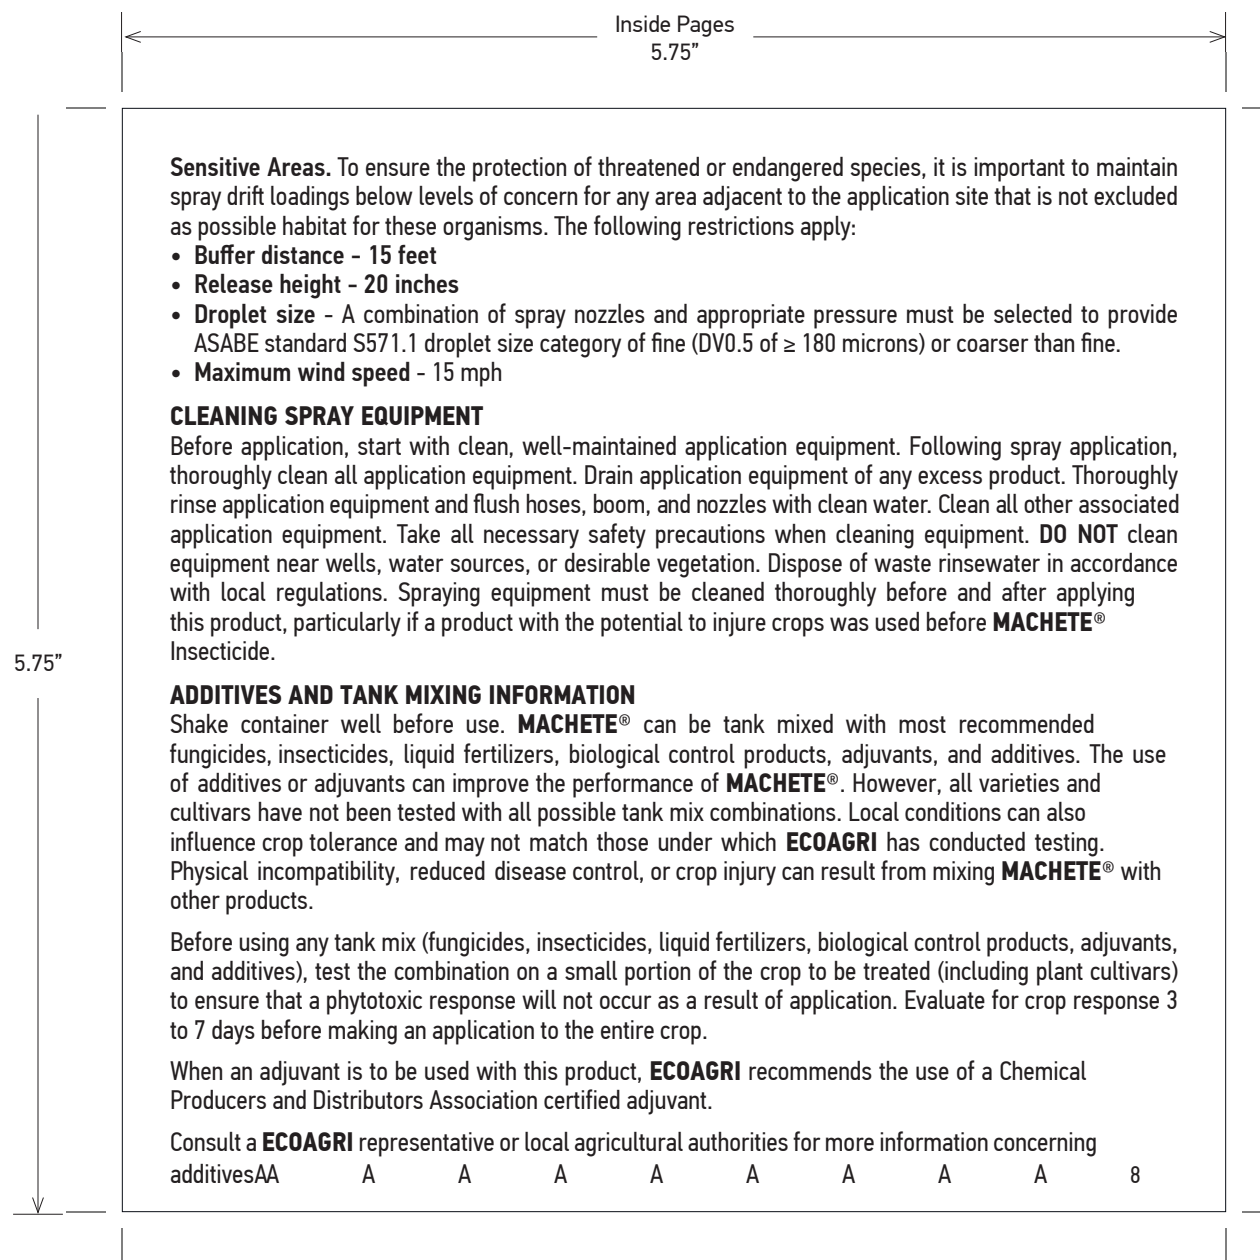 Inside Pages
5.75”
Sensitive Areas. To ensure the protection of threatened or endangered species, it is important to maintain
spray drift loadings below levels of concern for any area adjacent to the application site that is not excluded
as possible habitat for these organisms. The following restrictions apply:
• Buffer distance - 15 feet
• Release height - 20 inches
• Droplet size - A combination of spray nozzles and appropriate pressure must be selected to provide
ASABE standard S571.1 droplet size category of fine (DV0.5 of ≥ 180 microns) or coarser than fine.
• Maximum wind speed - 15 mph
CLEANING SPRAY EQUIPMENT
Before application, start with clean, well-maintained application equipment. Following spray application,
thoroughly clean all application equipment. Drain application equipment of any excess product. Thoroughly
rinse application equipment and flush hoses, boom, and nozzles with clean water. Clean all other associated
application equipment. Take all necessary safety precautions when cleaning equipment. DO NOT clean
equipment near wells, water sources, or desirable vegetation. Dispose of waste rinsewater in accordance
with local regulations. Spraying equipment must be cleaned thoroughly before and after applying
this product, particularly if a product with the potential to injure crops was used before MACHETE®
Insecticide.
5.75”
ADDITIVES AND TANK MIXING INFORMATION
Shake container well before use. MACHETE® can be tank mixed with most recommended
fungicides, insecticides, liquid fertilizers, biological control products, adjuvants, and additives. The use
of additives or adjuvants can improve the performance of MACHETE®. However, all varieties and
cultivars have not been tested with all possible tank mix combinations. Local conditions can also
influence crop tolerance and may not match those under which ECOAGRI has conducted testing.
Physical incompatibility, reduced disease control, or crop injury can result from mixing MACHETE® with
other products.
Before using any tank mix (fungicides, insecticides, liquid fertilizers, biological control products, adjuvants,
and additives), test the combination on a small portion of the crop to be treated (including plant cultivars)
to ensure that a phytotoxic response will not occur as a result of application. Evaluate for crop response 3
to 7 days before making an application to the entire crop.
When an adjuvant is to be used with this product, ECOAGRI recommends the use of a Chemical
Producers and Distributors Association certified adjuvant.
Consult a ECOAGRI representative or local agricultural authorities for more information concerning
additivesAA A A A A A A A A 8